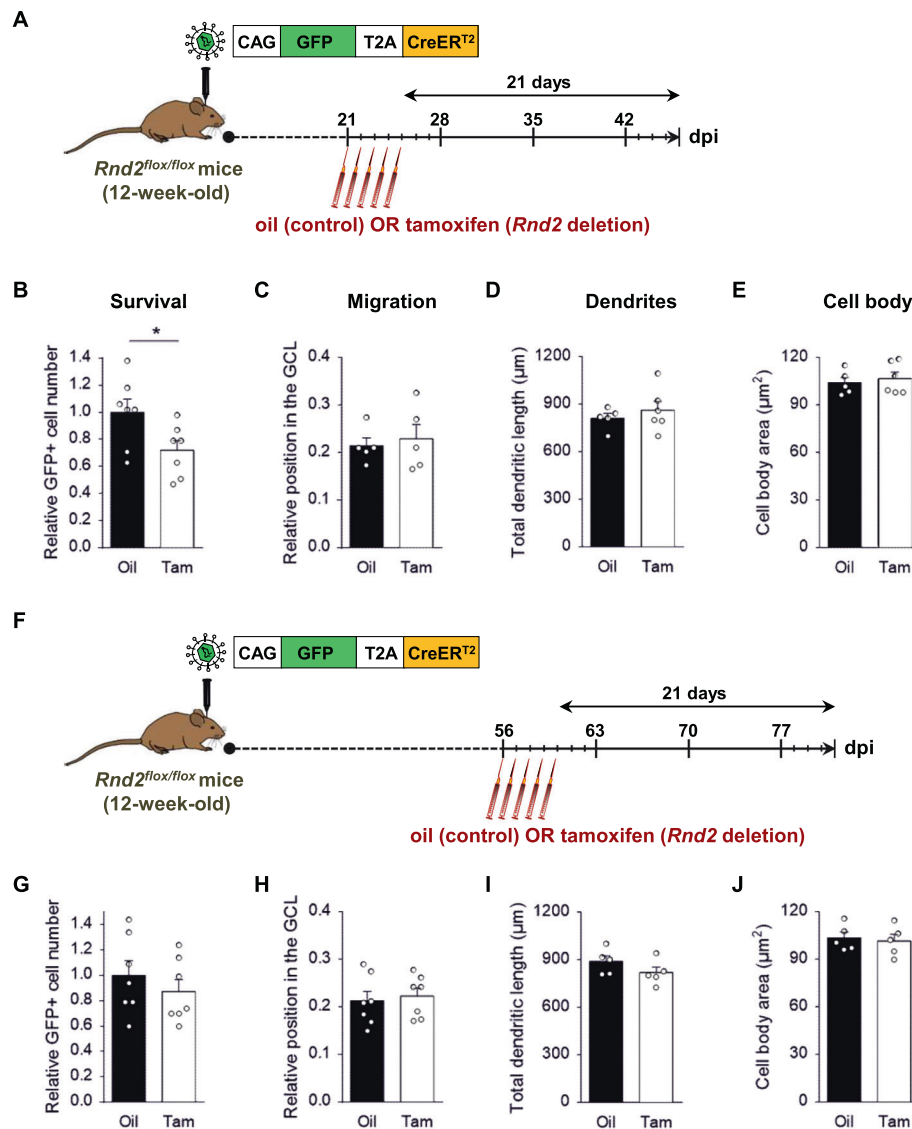 A
CAG GFP T2A CreERT2
21 days
21 28 35 42 dpi
Rnd2flox/flox mice
(12-week-old)
oil (control) OR tamoxifen (Rnd2 deletion)
B Survival
Relative GFP+ cell number
1.4
1.2
1.0
0.8
0.6
0.4
0.2
0.0
*
Oil Tam
C Migration
Relative position in the GCL
0.4
0.3
0.2
0.1
0.0
Oil Tam
D Dendrites
Total dendritic length (µm)
1200
900
600
300
0
Oil Tam
E Cell body
Cell body area (µm²)
120
90
60
30
0
Oil Tam
F
CAG GFP T2A CreERT2
21 days
56 63 70 77 dpi
Rnd2flox/flox mice
(12-week-old)
oil (control) OR tamoxifen (Rnd2 deletion)
G
Relative GFP+ cell number
1.4
1.2
1.0
0.8
0.6
0.4
0.2
0.0
Oil Tam
H
Relative position in the GCL
0.4
0.3
0.2
0.1
0.0
Oil Tam
I
Total dendritic length (µm)
1200
900
600
300
0
Oil Tam
J
Cell body area (µm²)
120
90
60
30
0
Oil Tam